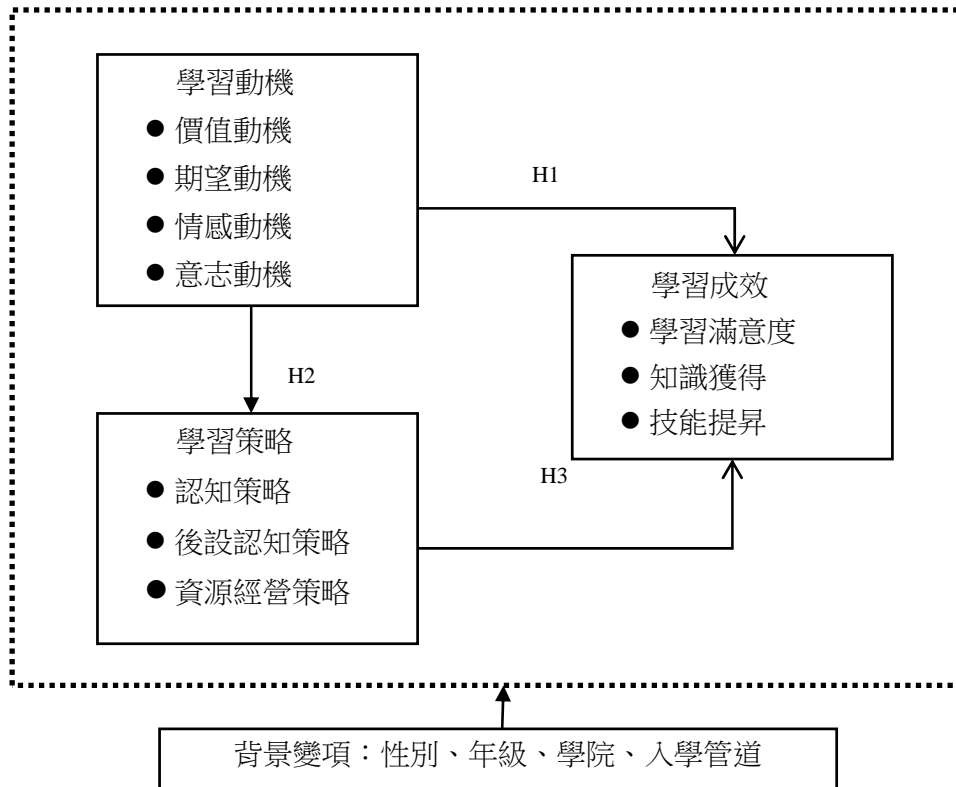 學習動機
● 價值動機
● 期望動機
● 情感動機
● 意志動機
H1
學習成效
● 學習滿意度
● 知識獲得
● 技能提昇
H2
學習策略
● 認知策略
● 後設認知策略
● 資源經營策略
H3
背景變項：性別、年級、學院、入學管道